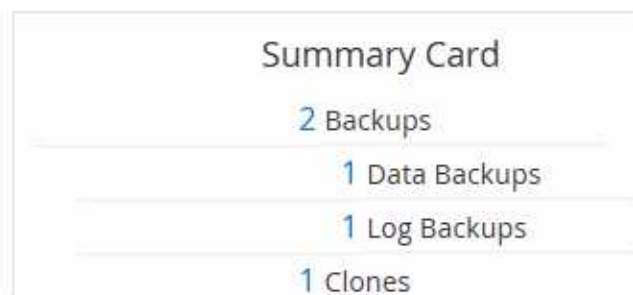 Summary Card
2 Backups
1 Data Backups
1 Log Backups
1 Clones